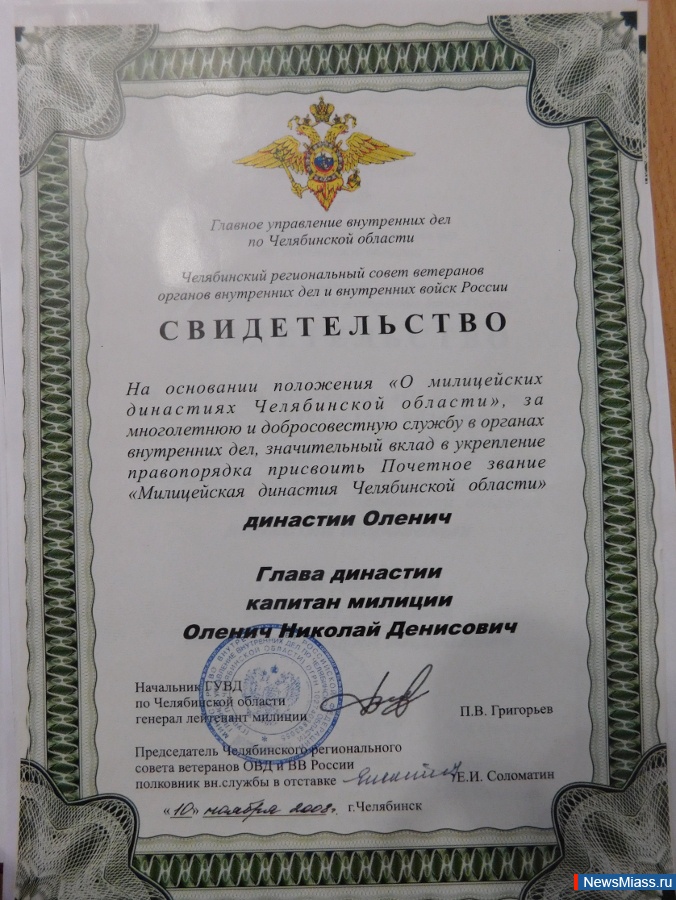 Главное управление внутренних дел
по Челябинской области
Челябинский региональный совет ветеранов
органов внутренних дел и внутренних войск России
СВИДЕТЕЛЬСТВО
На основании положения «О милицейских
династиях Челябинской области», за
многолетнюю и добросовестную службу в органах
внутренних дел, значительный вклад в укрепление
правопорядка присвоить Почетное звание
«Милицейская династия Челябинской области»
династии Оленич
Глава династии
капитан милиции
Оленич Николай Денисович
Начальник ГУВД
по Челябинской области
генерал лейтенант милиции
П.В. Григорьев
Председатель Челябинского регионального
совета ветеранов ОВД и ВВ России
полковник вн.службы в отставке
Е.И. Соломатин
«10» ноября 2008г. г.Челябинск
NewsMiass.ru